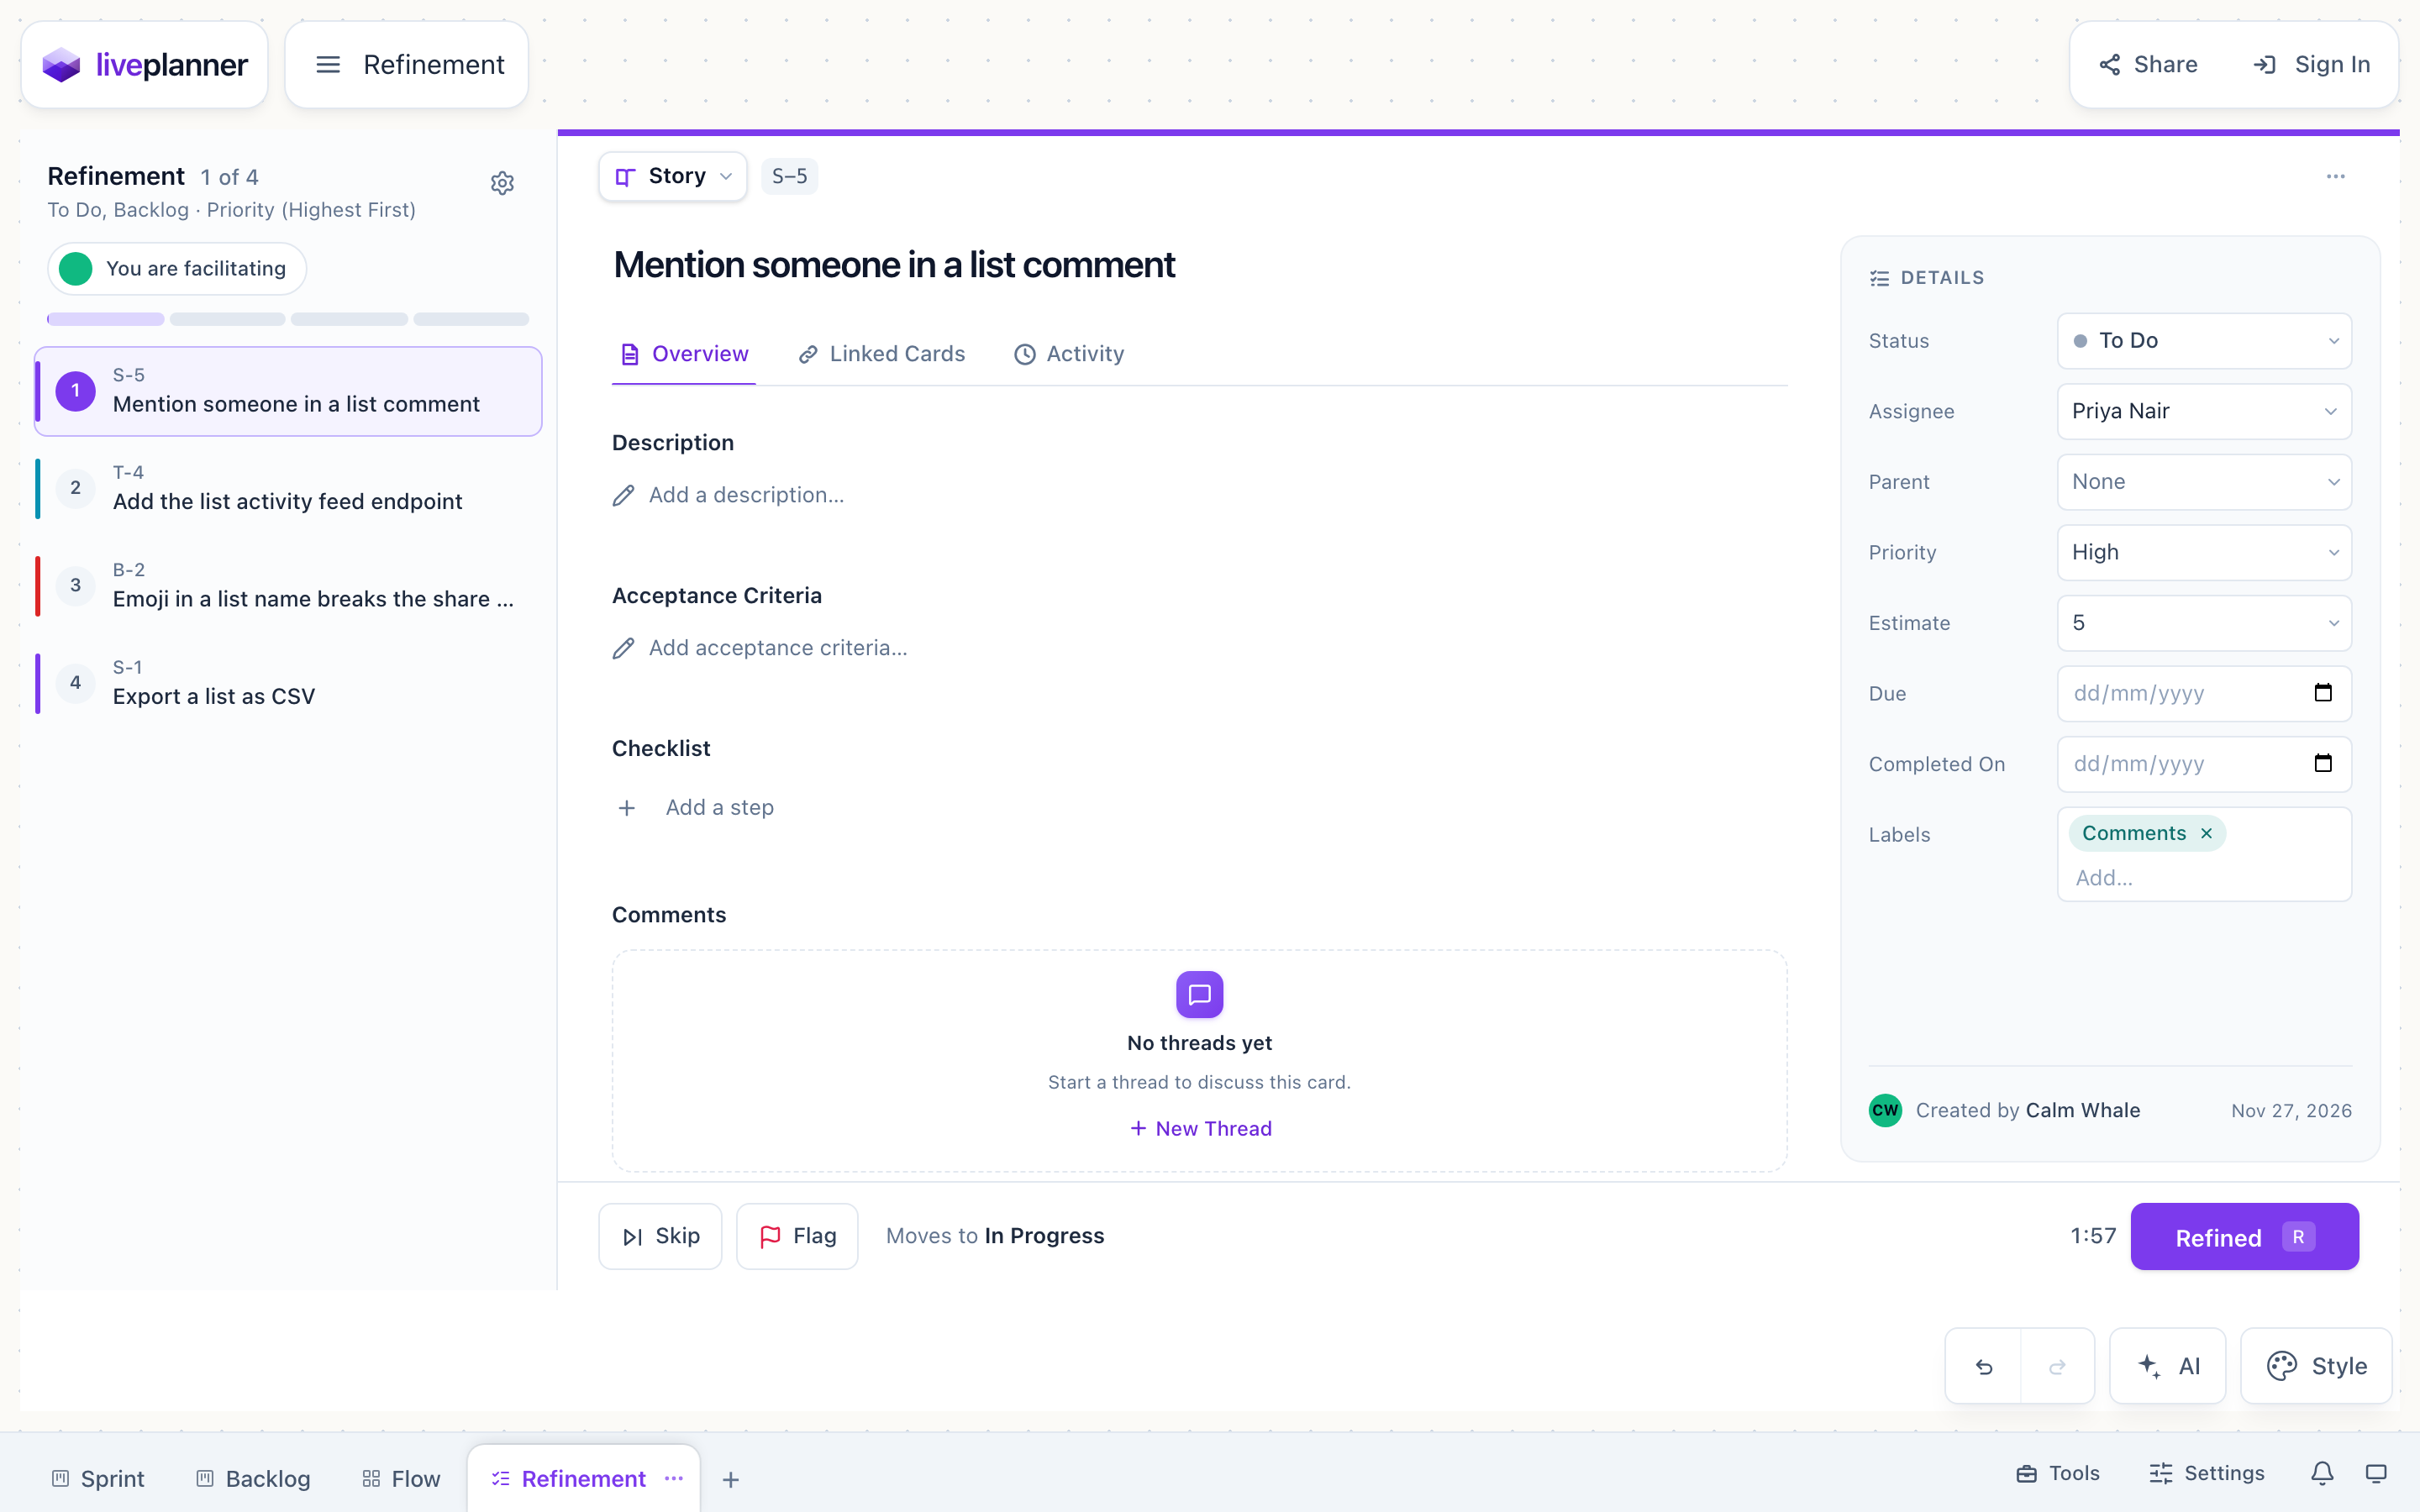 liveplanner
Refinement
Share
Sign In
Refinement 1 of 4
To Do, Backlog · Priority (Highest First)
You are facilitating
1
S-5
Mention someone in a list comment
2
T-4
Add the list activity feed endpoint
3
B-2
Emoji in a list name breaks the share ...
4
S-1
Export a list as CSV
Story
S-5
Mention someone in a list comment
Overview
Linked Cards
Activity
Description
Add a description...
Acceptance Criteria
Add acceptance criteria...
Checklist
Add a step
Comments
No threads yet
Start a thread to discuss this card.
+ New Thread
DETAILS
Status
To Do
Assignee
Priya Nair
Parent
None
Priority
High
Estimate
5
Due
dd/mm/yyyy
Completed On
dd/mm/yyyy
Labels
Comments ×
Add...
CW Created by Calm Whale
Nov 27, 2026
Skip
Flag
Moves to In Progress
1:57
Refined R
AI
Style
Sprint
Backlog
Flow
Refinement
Tools
Settings